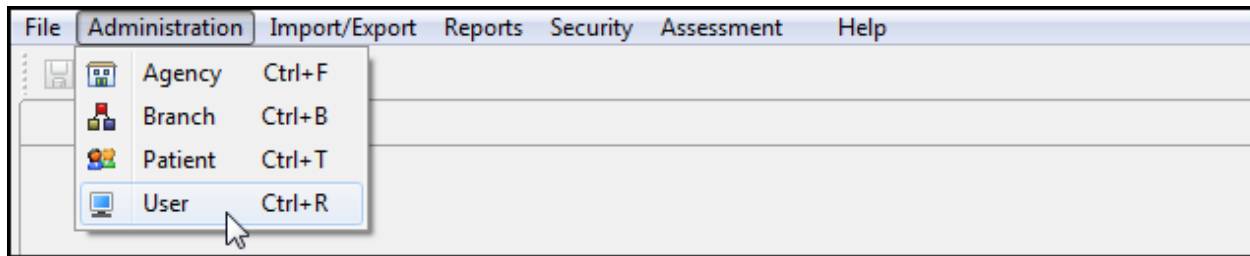 File Administration Import/Export Reports Security Assessment Help
Agency Ctrl+F
Branch Ctrl+B
Patient Ctrl+T
User Ctrl+R